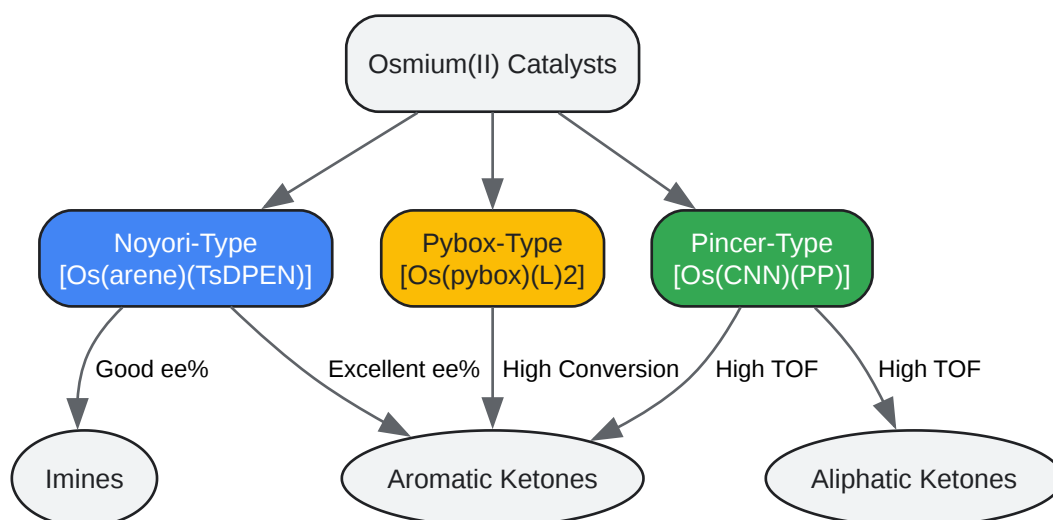 Osmium(II) Catalysts
Noyori-Type
[Os(arene)(TsDPEN)]
Pybox-Type
[Os(pybox)(L)2]
Pincer-Type
[Os(CNN)(PP)]
Good ee%
Excellent ee%
High Conversion
High TOF
High TOF
Imines
Aromatic Ketones
Aliphatic Ketones